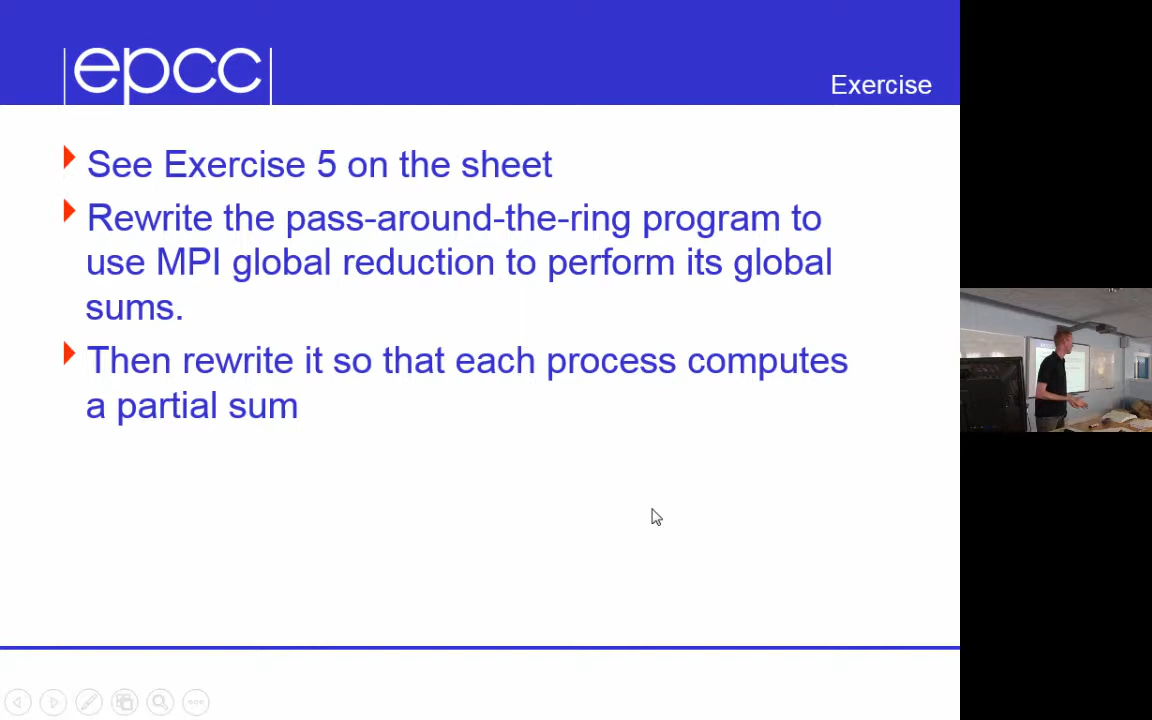 |epcc|
Exercise
See Exercise 5 on the sheet
Rewrite the pass-around-the-ring program to
use MPI global reduction to perform its global
sums.
Then rewrite it so that each process computes
a partial sum